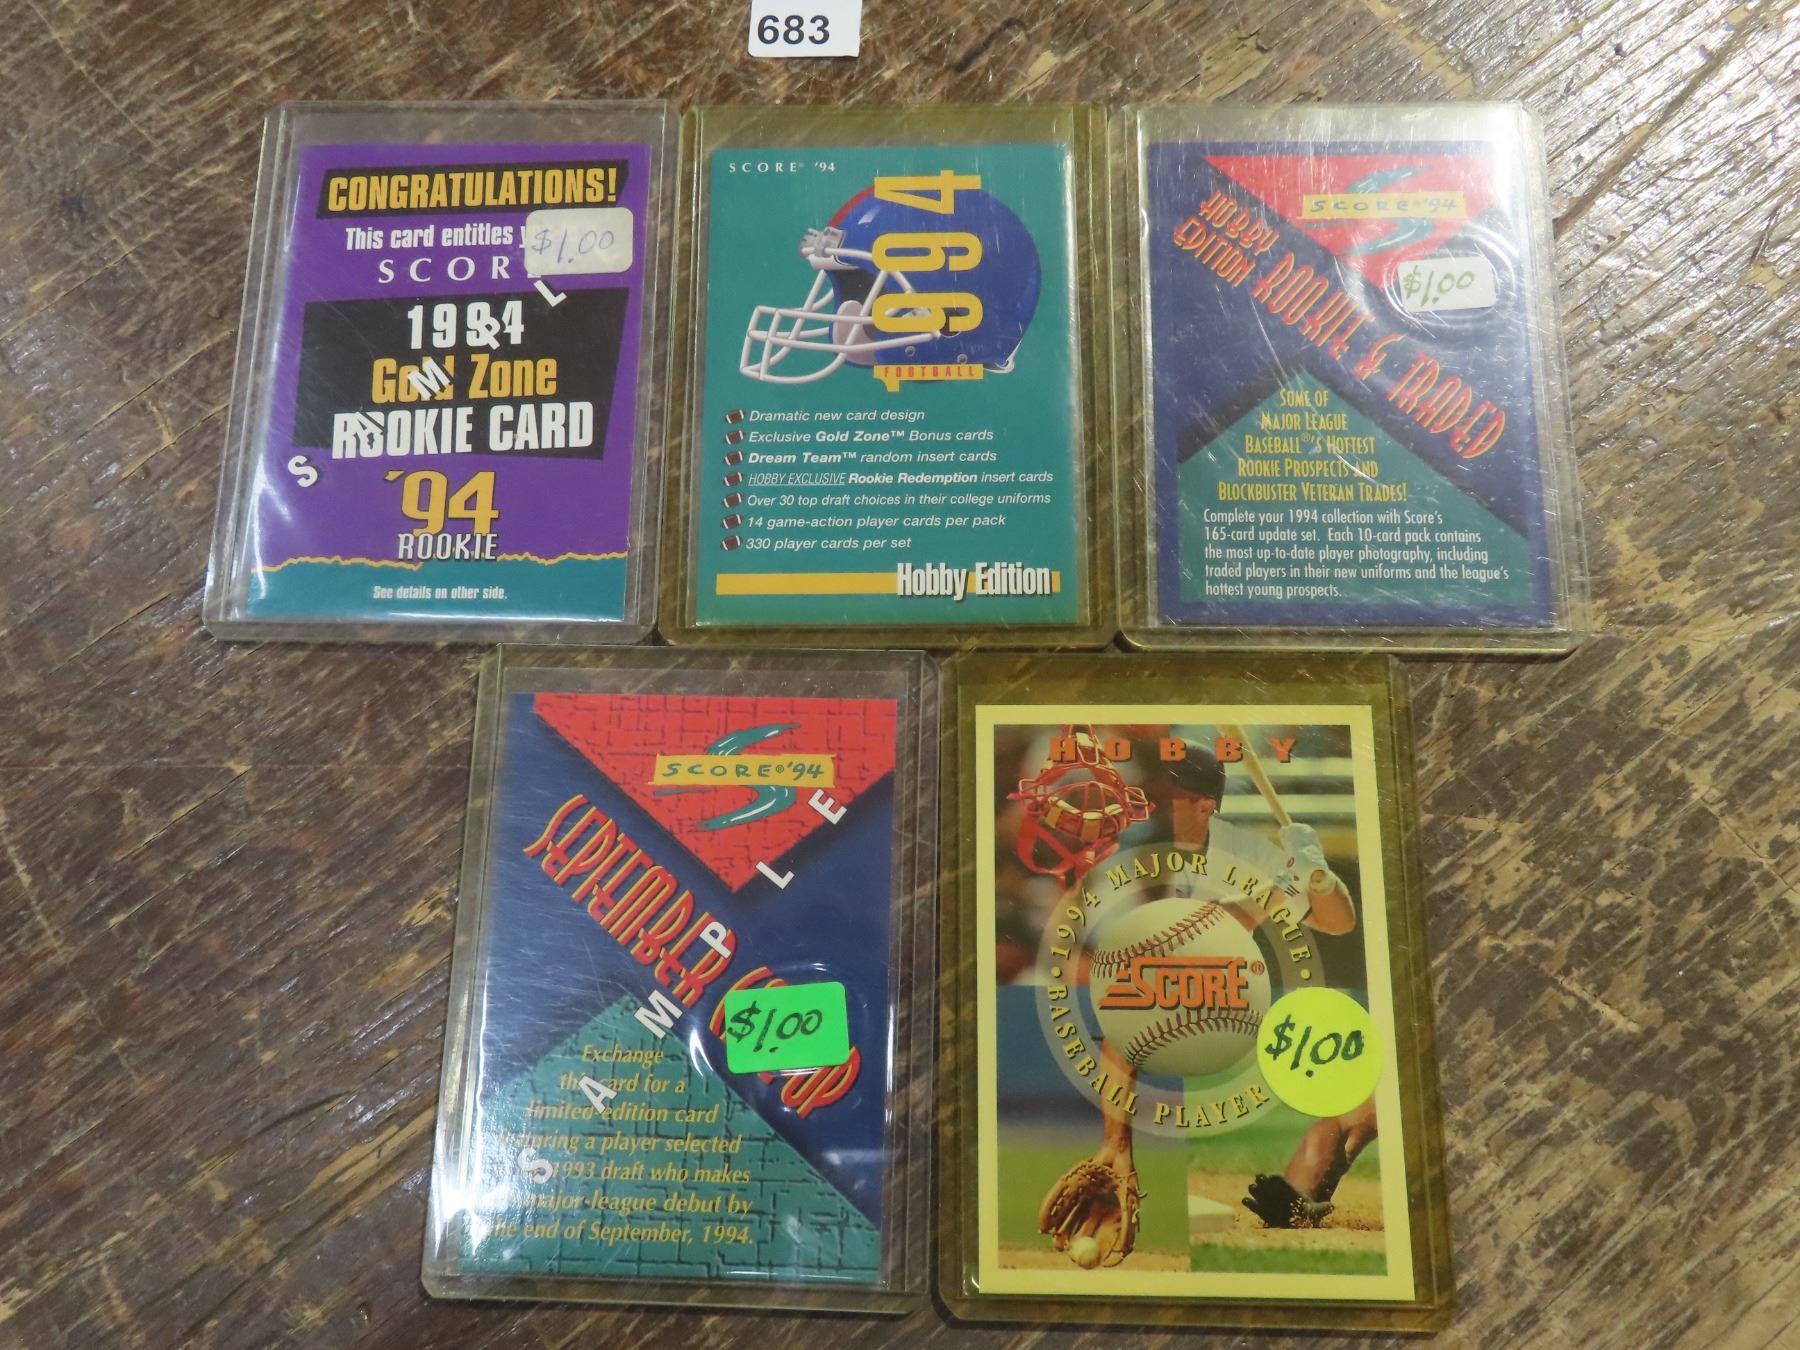 683
CONGRATULATIONS!
This card entitles
$1.00
SCORE
1994
Gold Zone
ROOKIE CARD
'94
ROOKIE
See details on other side.
SAMPL
SCORE® '94
1994
FOOTBALL
Dramatic new card design
Exclusive Gold Zone™ Bonus cards
Dream Team™ random insert cards
HOBBY EXCLUSIVE Rookie Redemption insert cards
Over 30 top draft choices in their college uniforms
14 game-action player cards per pack
330 player cards per set
Hobby Edition
SCORE®'94
HOBBY
EDITION
ROOKIE & TRADED
$1.00
SOME OF
MAJOR LEAGUE
BASEBALL®'S HOTTEST
ROOKIE PROSPECTS AND
BLOCKBUSTER VETERAN TRADES!
Complete your 1994 collection with Score's
165-card update set. Each 10-card pack contains
the most up-to-date player photography, including
traded players in their new uniforms and the league's
hottest young prospects.
SCORE®'94
SEPTEMBER CALL-UP
SAMPLE
$1.00
Exchange
this card for a
limited edition card
featuring a player selected
1993 draft who makes
major-league debut by
the end of September, 1994.
HOBBY
1994 MAJOR LEAGUE
SCORE®
BASEBALL PLAYER
$1.00